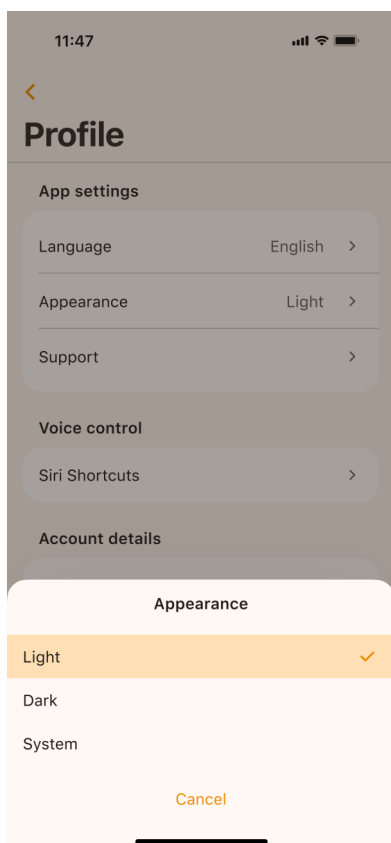 11:47
Profile
App settings
Language English
Appearance Light
Support
Voice control
Siri Shortcuts
Account details
Appearance
Light
Dark
System
Cancel